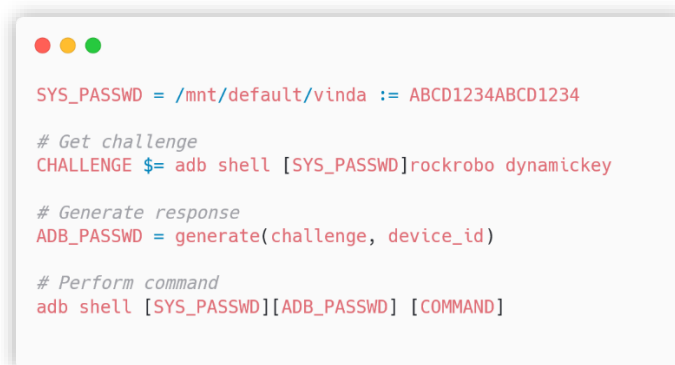 SYS_PASSWD = /mnt/default/vinda := ABCD1234ABCD1234
# Get challenge
CHALLENGE $= adb shell [SYS_PASSWD]rockrobo dynamickey
# Generate response
ADB_PASSWD = generate(challenge, device_id)
# Perform command
adb shell [SYS_PASSWD][ADB_PASSWD] [COMMAND]